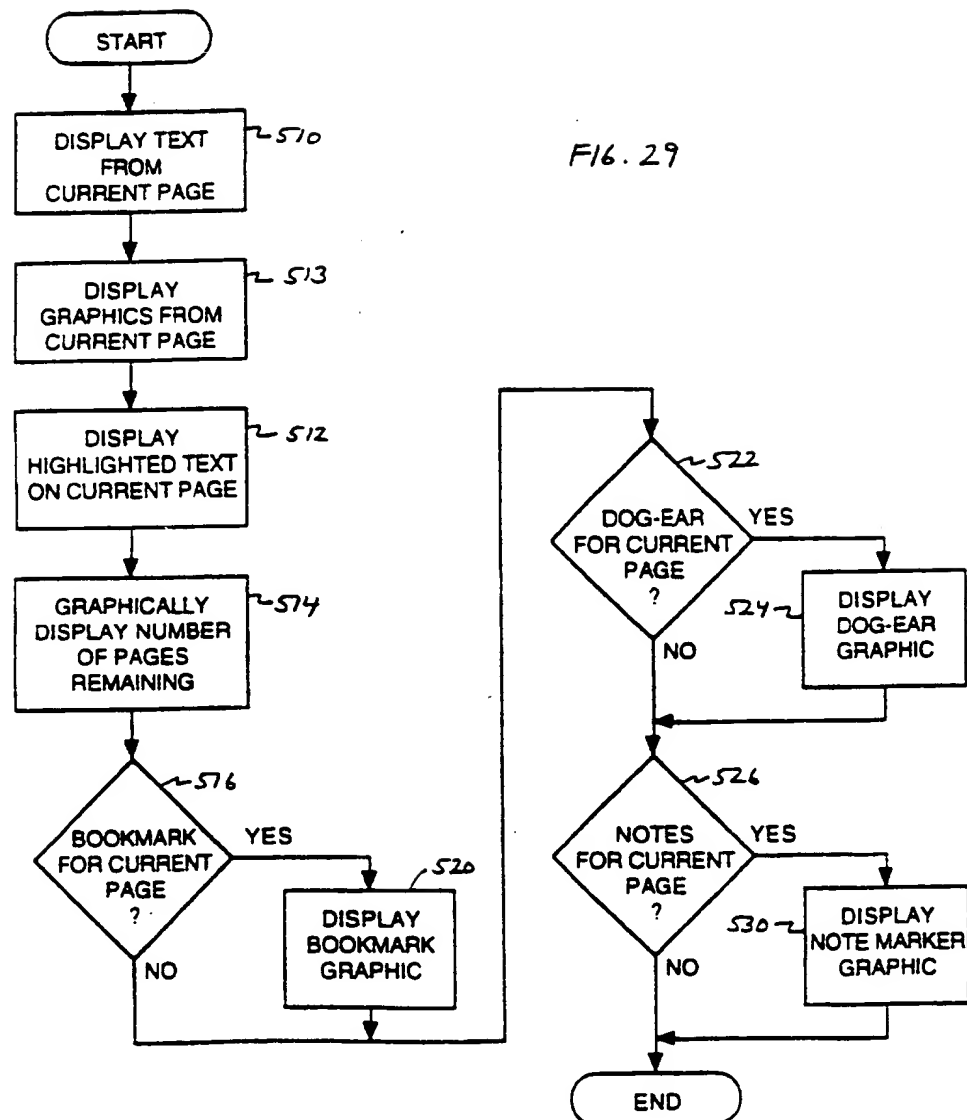 START
DISPLAY TEXT
FROM
CURRENT PAGE
510
FIG. 29
DISPLAY
GRAPHICS FROM
CURRENT PAGE
513
DISPLAY
HIGHLIGHTED TEXT
ON CURRENT PAGE
512
GRAPHICALLY
DISPLAY NUMBER
OF PAGES
REMAINING
514
BOOKMARK
FOR CURRENT
PAGE
?
516
YES
NO
DISPLAY
BOOKMARK
GRAPHIC
520
DOG-EAR
FOR CURRENT
PAGE
?
522
YES
NO
DISPLAY
DOG-EAR
GRAPHIC
524
NOTES
FOR CURRENT
PAGE
?
526
YES
NO
DISPLAY
NOTE MARKER
GRAPHIC
530
END